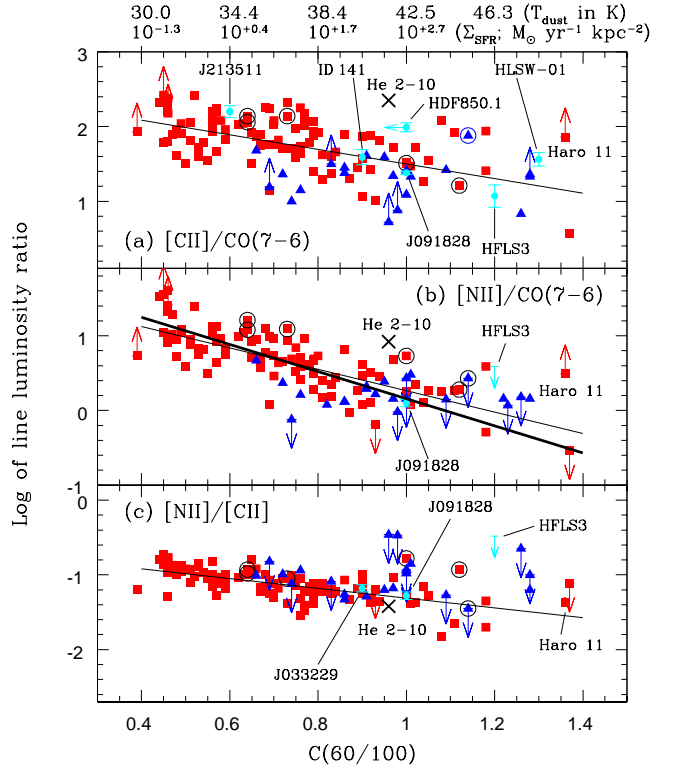 30.0 34.4 38.4 42.5 46.3 (T_dust in K)
10^−1.3 10^+0.4 10^+1.7 10^+2.7 (Σ_SFR; M_⊙ yr^−1 kpc^−2)
3
2
1
J213511
ID 141
He 2−10
HDF850.1
HLSW−01
Haro 11
J091828
HFLS3
(a) [CII]/CO(7−6)
1
0
−1
(b) [NII]/CO(7−6)
He 2−10
HFLS3
Haro 11
J091828
0
−1
−2
(c) [NII]/[CII]
J091828
HFLS3
He 2−10
Haro 11
J033229
0.4 0.6 0.8 1 1.2 1.4
C(60/100)
Log of line luminosity ratio